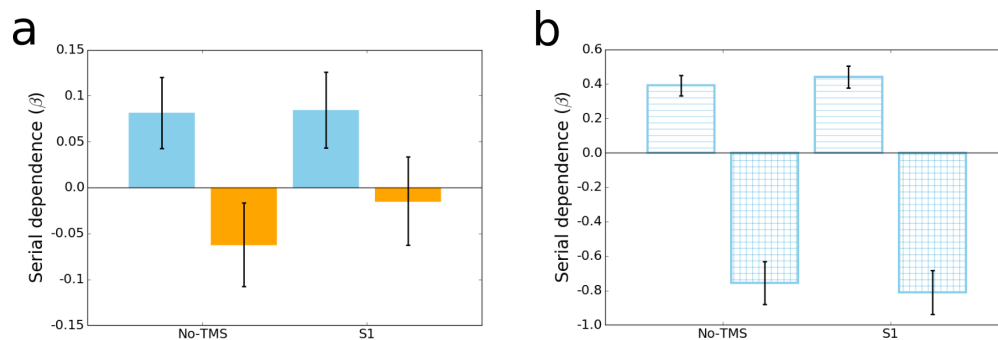 a
Serial dependence (β)
0.15
0.1
0.05
0.0
-0.05
-0.1
-0.15
No-TMS S1
b
Serial dependence (β)
0.6
0.4
0.2
0.0
-0.2
-0.4
-0.6
-0.8
-1.0
No-TMS S1